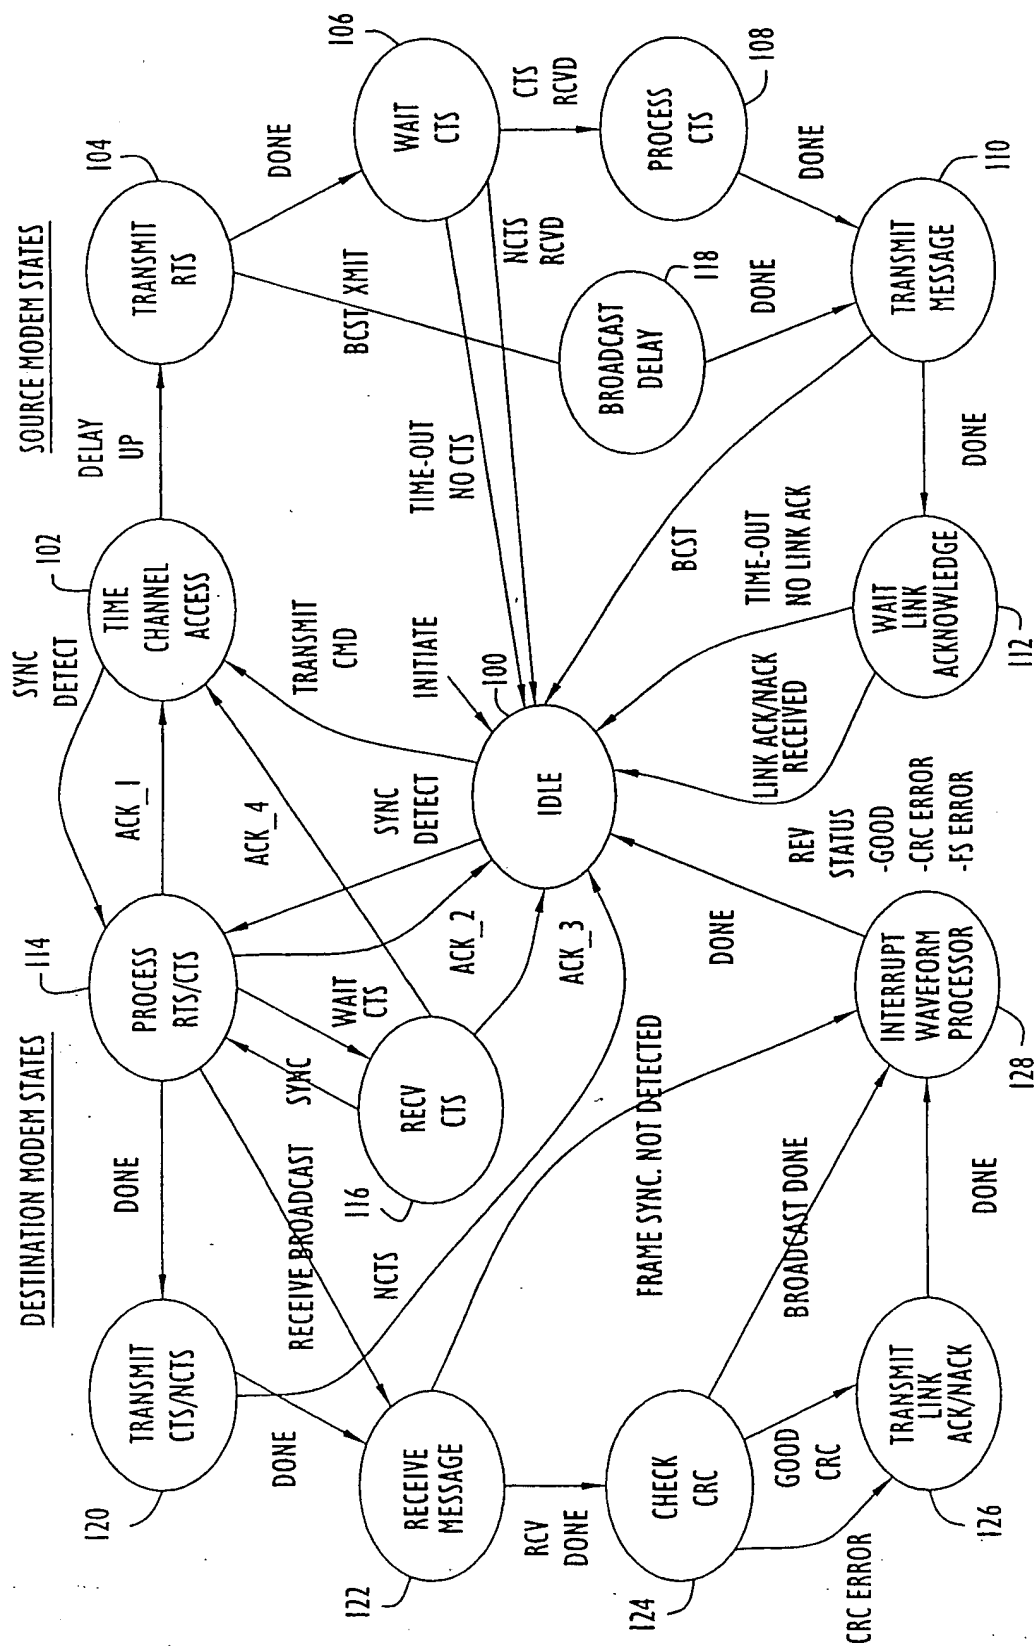 DESTINATION MODEM STATES
SOURCE MODEM STATES
120
TRANSMIT
CTS/NCTS
DONE
114
PROCESS
RTS/CTS
SYNC
DETECT
ACK_1
102
TIME
CHANNEL
ACCESS
DELAY
UP
104
TRANSMIT
RTS
DONE
106
WAIT
CTS
DONE
RECEIVE BROADCAST
SYNC
WAIT
CTS
ACK_4
ACK_2
SYNC
DETECT
TRANSMIT
CMD
INITIATE
100
IDLE
TIME-OUT
NO CTS
BCST XMIT
NCTS
RCVD
CTS
RCVD
122
RECEIVE
MESSAGE
NCTS
116
RECV
CTS
ACK_3
118
BROADCAST
DELAY
108
PROCESS
CTS
RCV
DONE
FRAME SYNC. NOT DETECTED
DONE
LINK ACK/NACK
RECEIVED
TIME-OUT
NO LINK ACK
BCST
DONE
DONE
124
CHECK
CRC
BROADCAST DONE
REV
STATUS
-GOOD
-CRC ERROR
-FS ERROR
CRC ERROR
GOOD
CRC
126
TRANSMIT
LINK
ACK/NACK
DONE
128
INTERRUPT
WAVEFORM
PROCESSOR
112
WAIT
LINK
ACKNOWLEDGE
DONE
110
TRANSMIT
MESSAGE